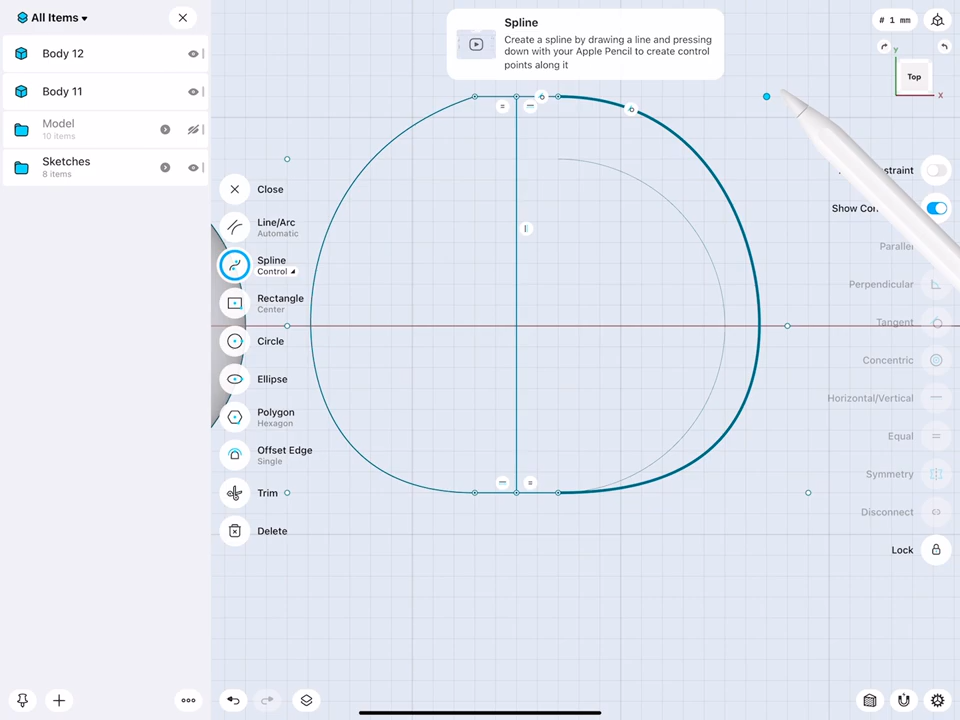 All Items ▾
Body 12
Body 11
Model
10 items
Sketches
8 items
Spline
Create a spline by drawing a line and pressing
down with your Apple Pencil to create control
points along it
# 1 mm
y
Top
x
Close
Line/Arc
Automatic
Spline
Control
Rectangle
Center
Circle
Ellipse
Polygon
Hexagon
Offset Edge
Single
Trim
Delete
Parallel
Perpendicular
Tangent
Concentric
Horizontal/Vertical
Equal
Symmetry
Disconnect
Lock